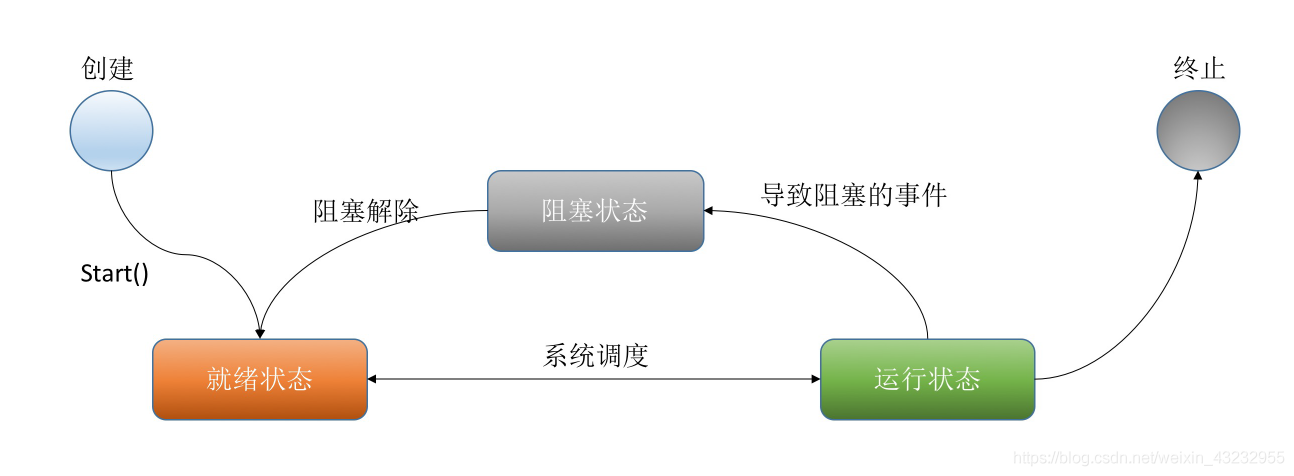 创建
终止
阻塞解除
阻塞状态
导致阻塞的事件
Start()
系统调度
就绪状态
运行状态
https://blog.csdn.net/weixin_43232955